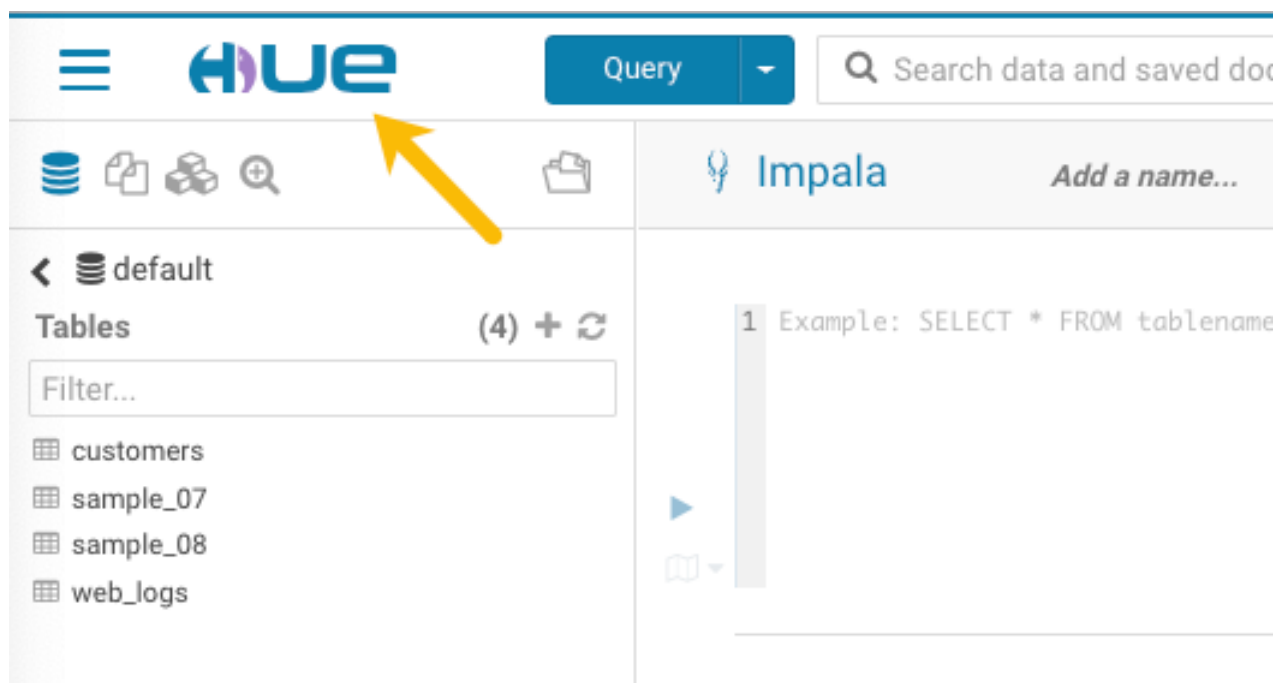 HUE
Query
Search data and saved doc
Impala
Add a name...
default
Tables (4)
Filter...
customers
sample_07
sample_08
web_logs
1 Example: SELECT * FROM tablename